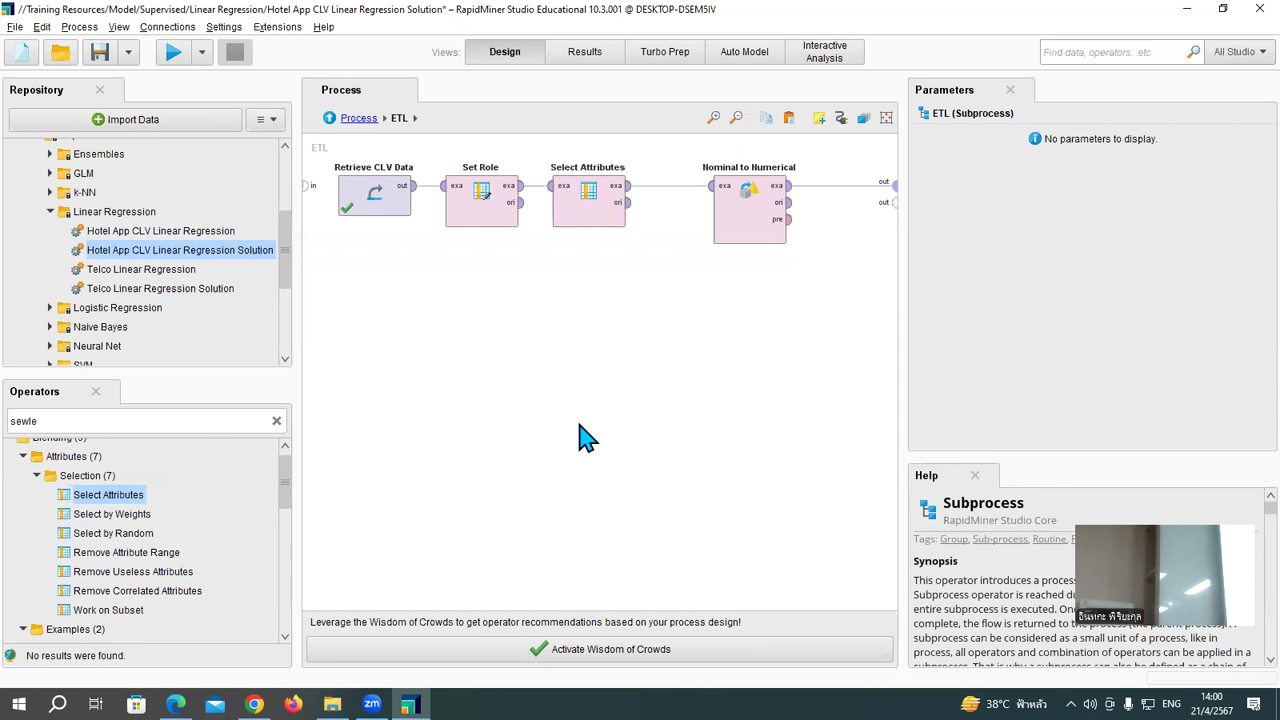 //Training Resources/Model/Supervised/Linear Regression/Hotel App CLV Linear Regression Solution* – RapidMiner Studio Educational 10.3.001 @ DESKTOP-DSEM5IV
File Edit Process View Connections Settings Extensions Help
Views: Design Results Turbo Prep Auto Model Interactive Analysis
Find data, operators...etc All Studio
Repository
Import Data
Ensembles
GLM
k-NN
Linear Regression
Hotel App CLV Linear Regression
Hotel App CLV Linear Regression Solution
Telco Linear Regression
Telco Linear Regression Solution
Logistic Regression
Naive Bayes
Neural Net
SVM
Operators
sewle
Attributes (7)
Selection (7)
Select Attributes
Select by Weights
Select by Random
Remove Attribute Range
Remove Useless Attributes
Remove Correlated Attributes
Work on Subset
Examples (2)
No results were found.
Process
Process ETL
ETL
Retrieve CLV Data Set Role Select Attributes Nominal to Numerical
in out exa exa exa exa exa exa out
ori ori ori out
pre
Leverage the Wisdom of Crowds to get operator recommendations based on your process design!
Activate Wisdom of Crowds
Parameters
ETL (Subprocess)
No parameters to display.
Help
Subprocess
RapidMiner Studio Core
Tags: Group, Sub-process, Routine,
Synopsis
This operator introduces a process
Subprocess operator is reached
entire subprocess is executed.
complete, the flow is returned to
subprocess can be considered as a small unit of a process, like in
process, all operators and combination of operators can be applied in a
38°C ฟ้าหลัว
ENG
14:00
21/4/2567